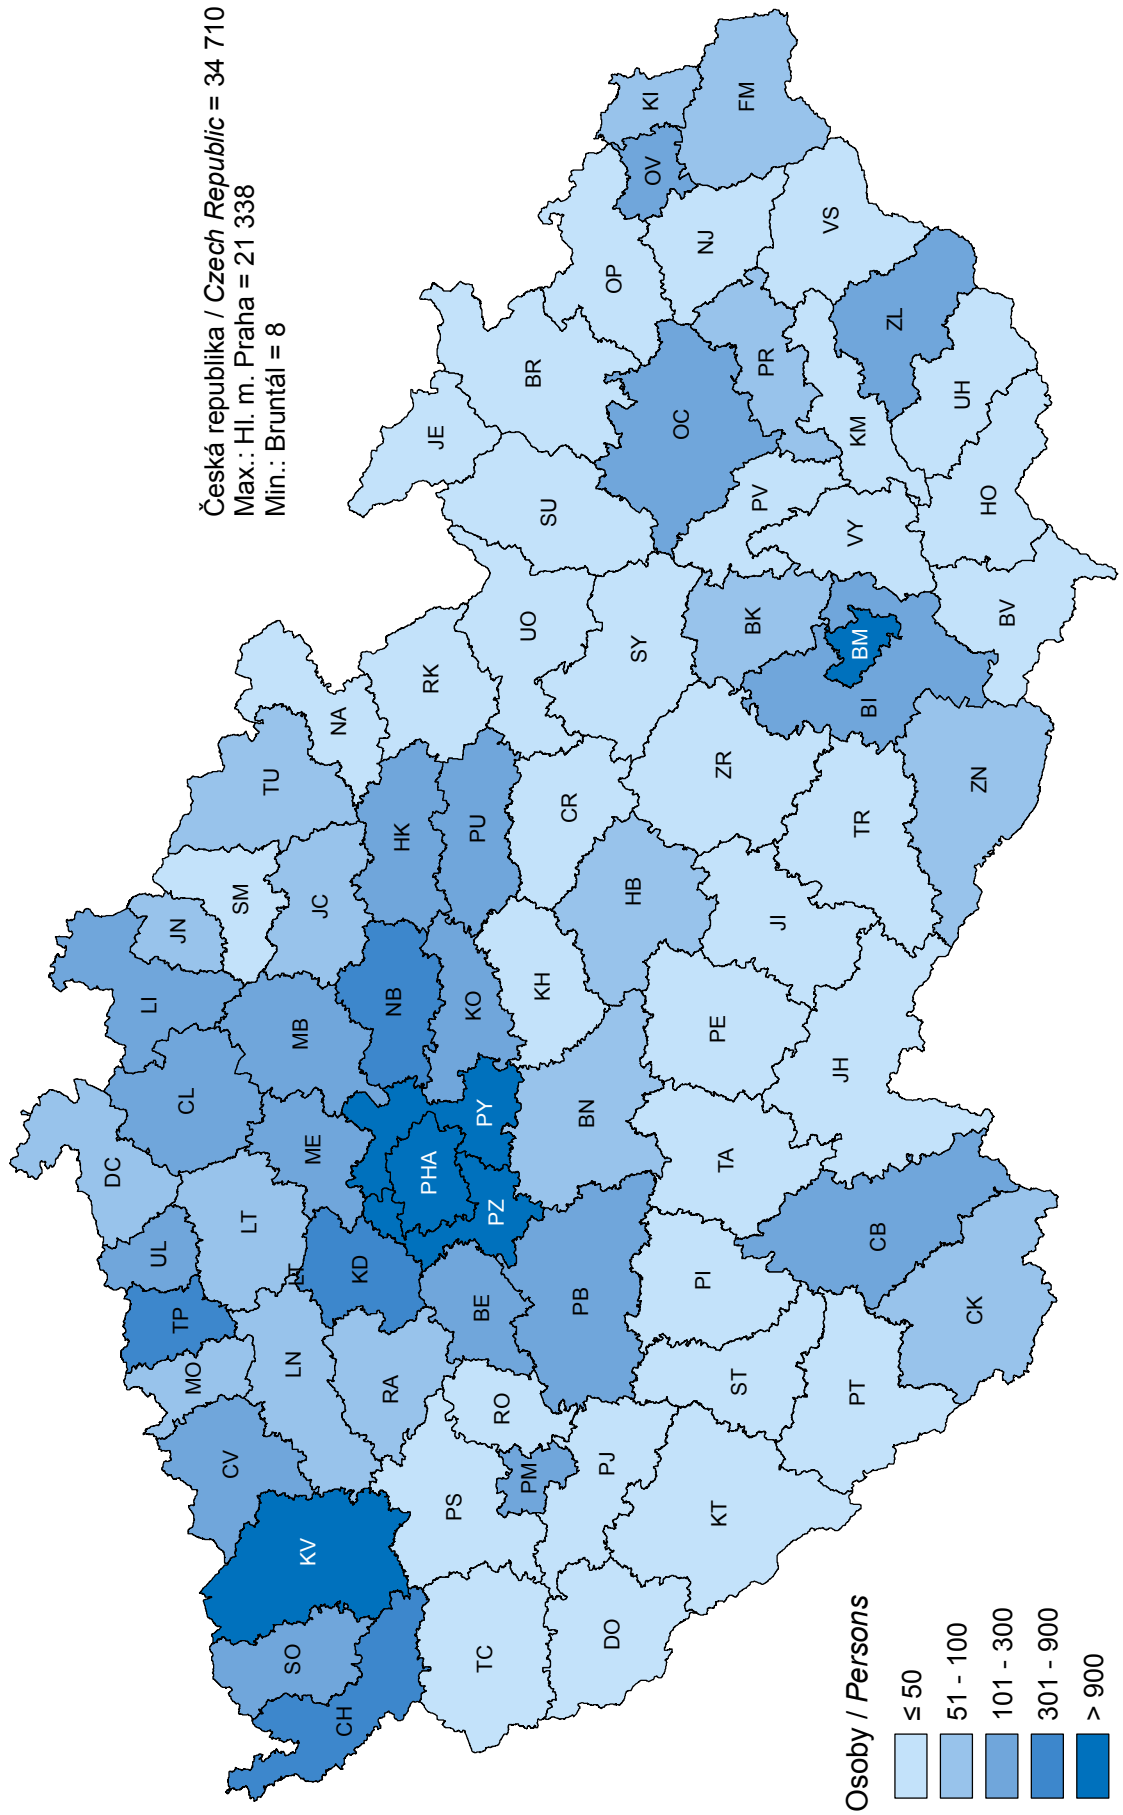 Česká republika / Czech Republic = 34 710
Max.: Hl. m. Praha = 21 338
Min.: Bruntál = 8
DC
LI
JN
SM
TU
NA
UL
CL
TP
LT
MB
JC
MO
ME
HK
RK
JE
CV
LN
LT
KD
NB
PU
UO
SU
BR
KV
RA
PHA
PY
KO
CR
SY
OC
OP
KI
SO
BE
PZ
KH
OV
CH
PS
RO
BN
HB
NJ
FM
PM
PB
ZR
BK
PV
PR
TC
PJ
TA
PE
JI
BM
VY
KM
VS
DO
PI
BI
ZL
KT
ST
JH
TR
UH
PT
CB
ZN
BV
HO
CK
Osoby / Persons
≤ 50
51 - 100
101 - 300
301 - 900
> 900